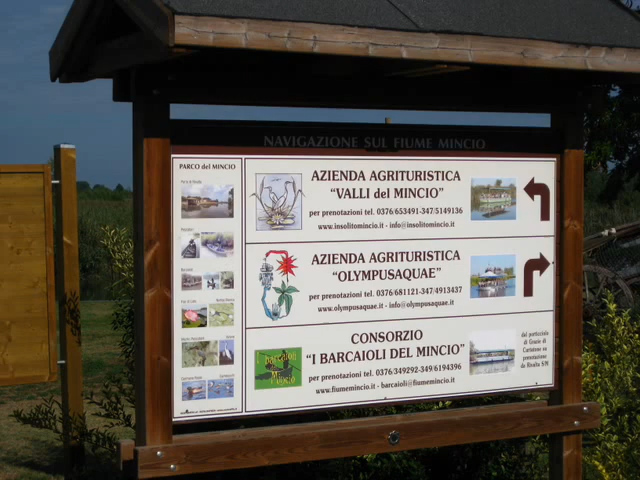 NAVIGAZIONE SUL FIUME MINCIO
PARCO del MINCIO
AZIENDA AGRITURISTICA
“VALLI del MINCIO”
per prenotazioni tel. 0376/653491-347/5149136
www.insolitomincio.it - info@insolitomincio.it
AZIENDA AGRITURISTICA
“OLYMPUSAQUAE”
per prenotazioni tel. 0376/681121-347/4913437
www.olympusaquae.it - info@olympusaquae.it
I BARCAIOLI
del
MINCIO
CONSORZIO
“I BARCAIOLI DEL MINCIO”
per prenotazioni tel. 0376/349292-349/6194396
www.fiumemincio.it - barcaioli@fiumemincio.it
dal porticciolo
di Grazie di
Curtatone su
prenotazione
da Rivalta S/M